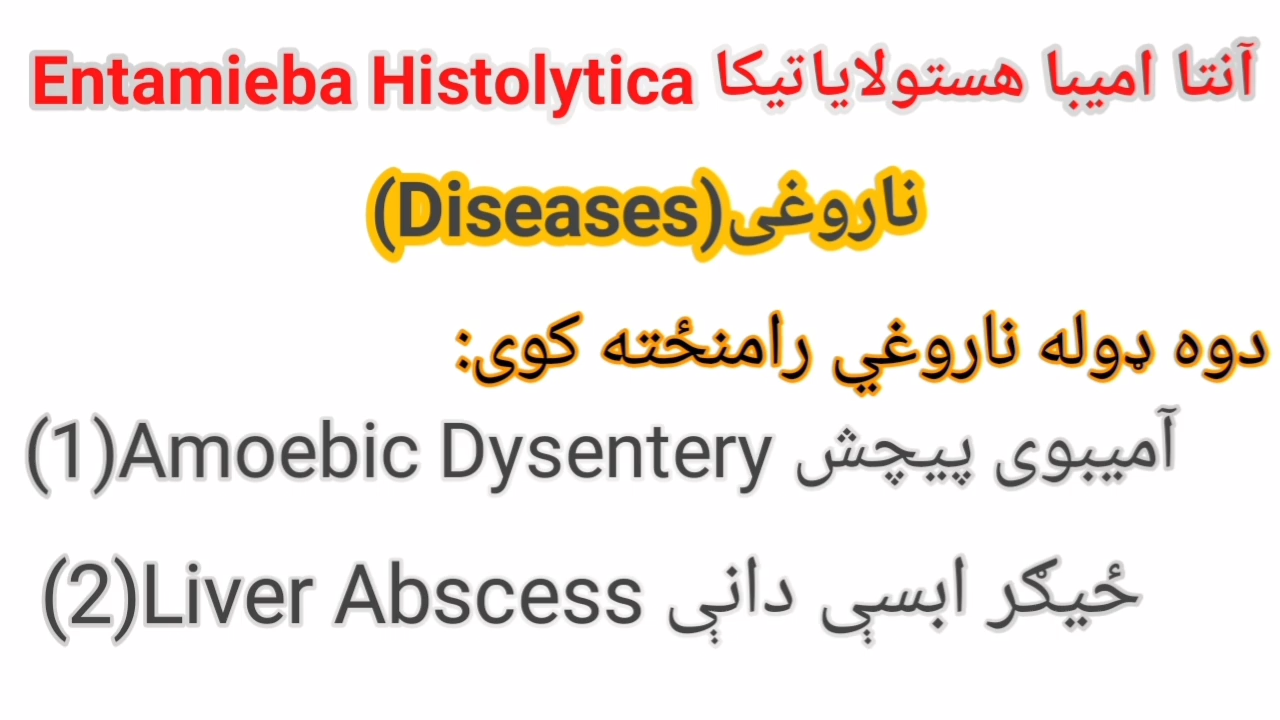 آنتا امیبا هستولایاتیکا Entamieba Histolytica
ناروغی(Diseases)
دوه ډوله ناروغي رامنځته کوی:
(1)Amoebic Dysentery آمیبوی پیچش
(2)Liver Abscess ځیګر ابسې دانې